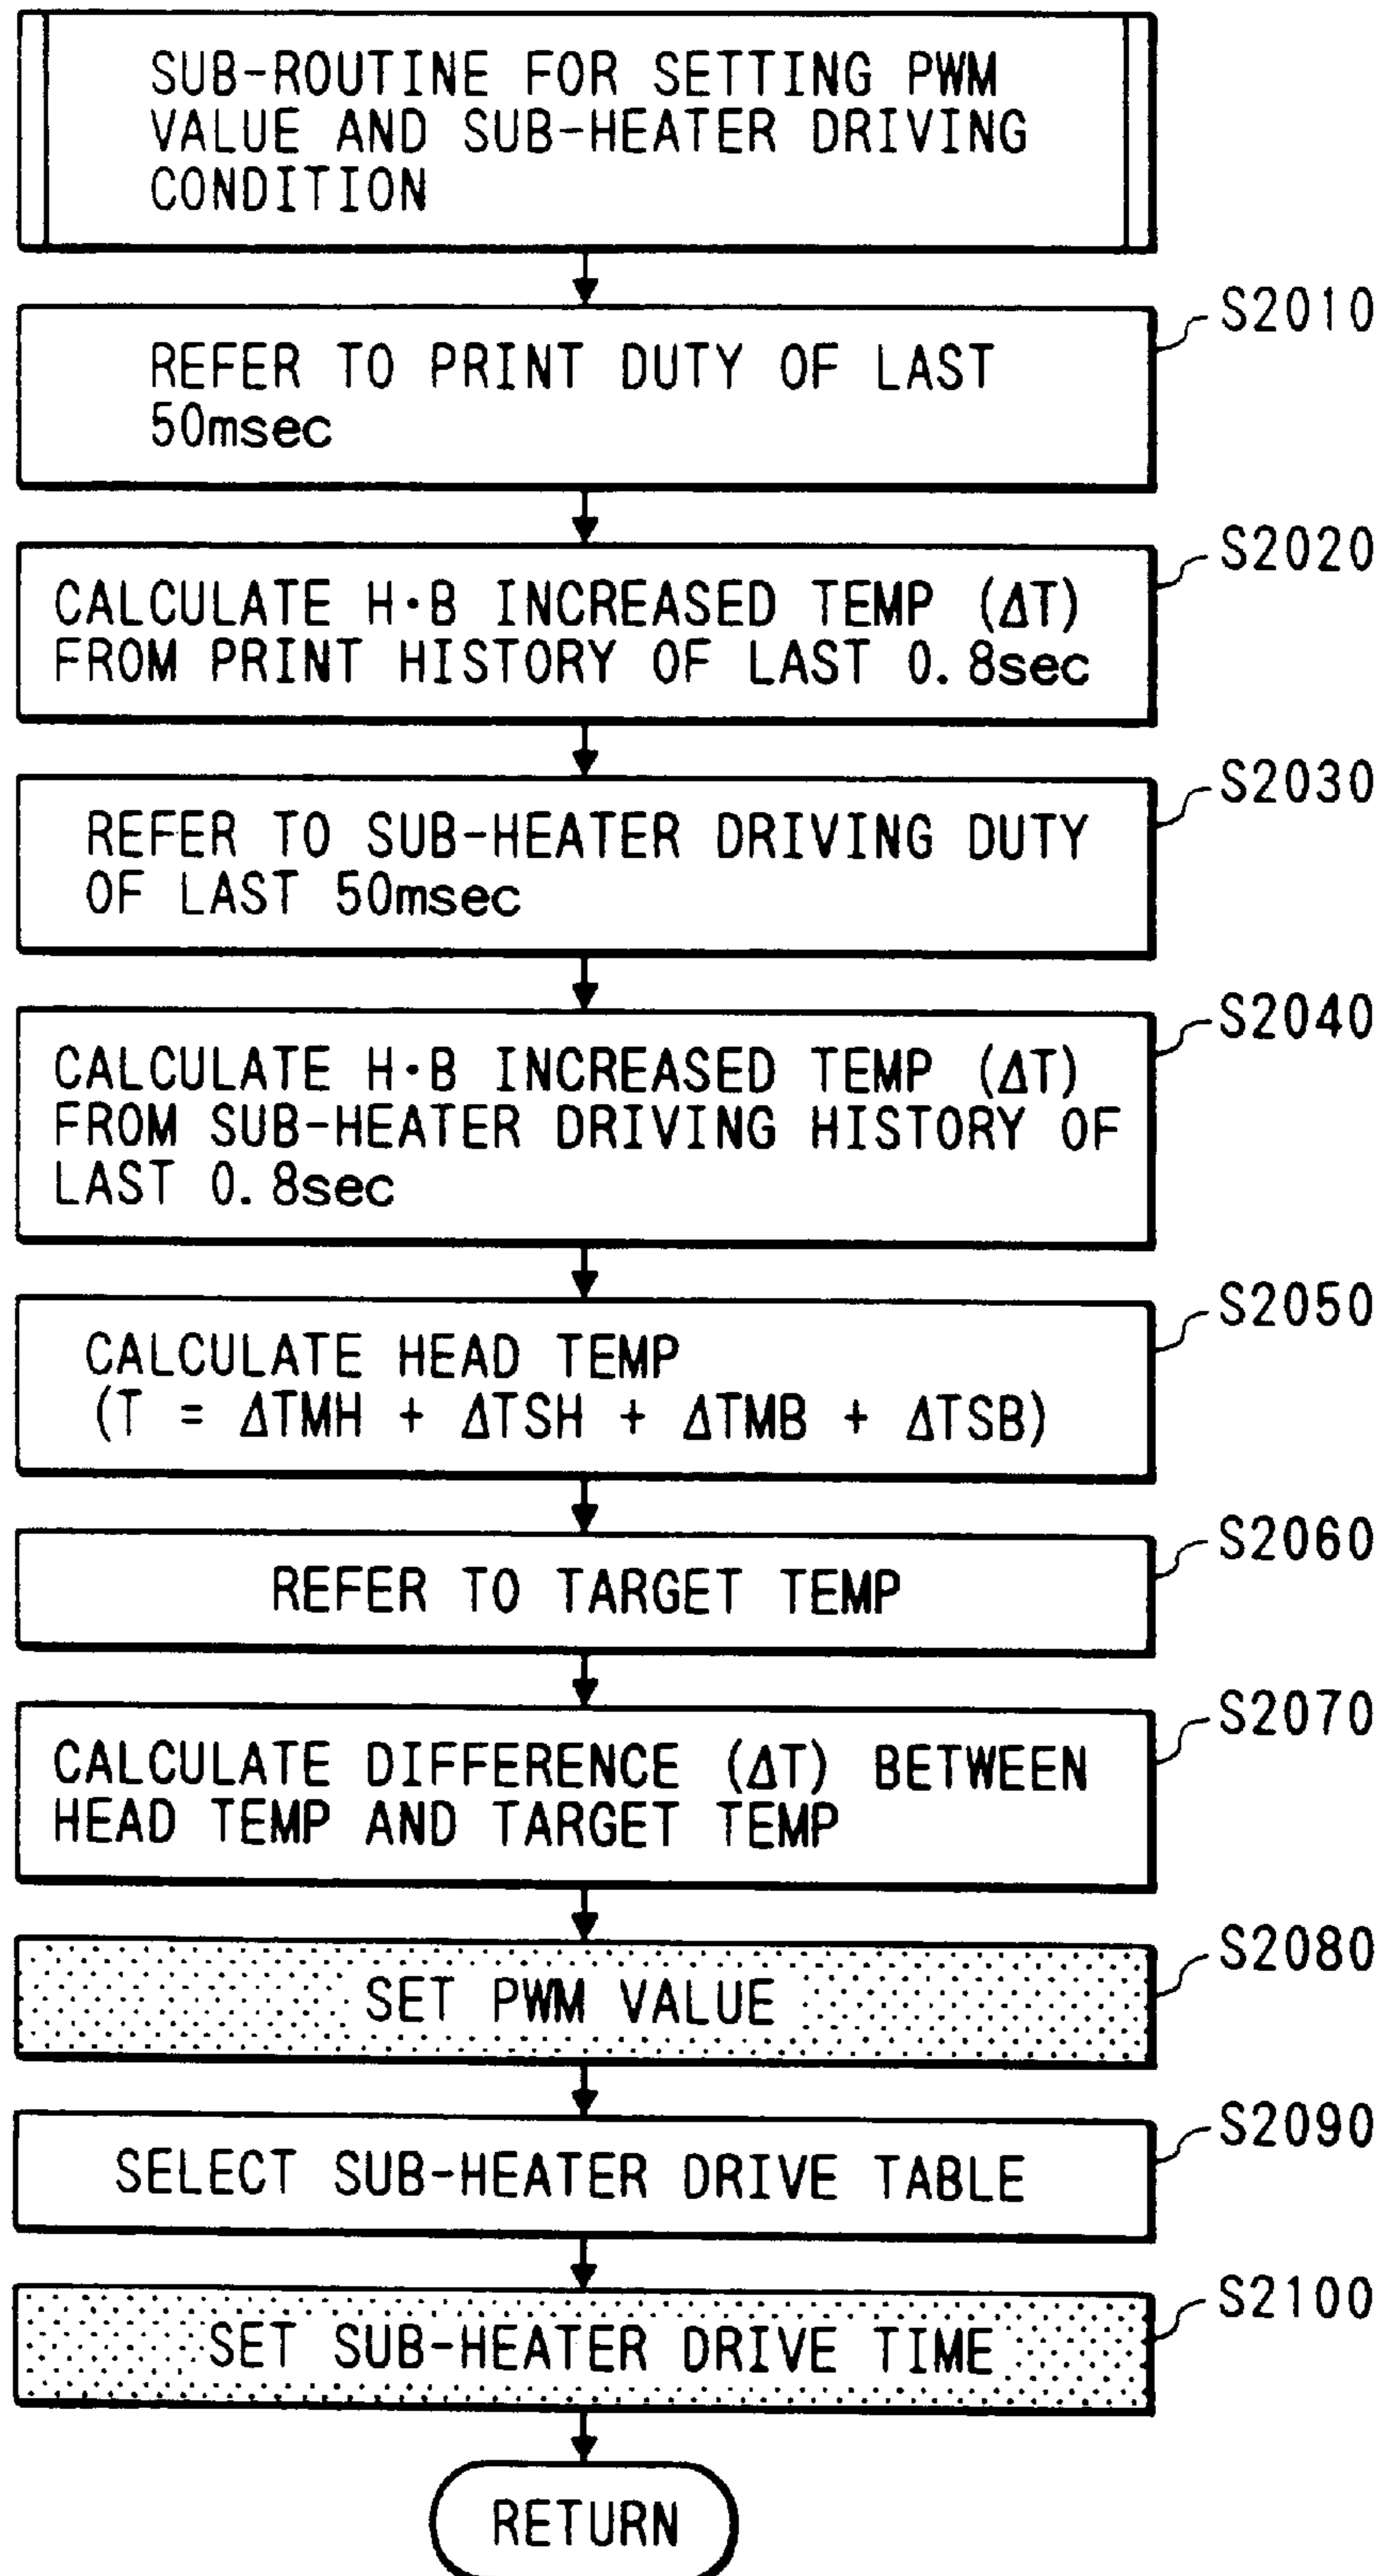 SUB-ROUTINE FOR SETTING PWM
VALUE AND SUB-HEATER DRIVING
CONDITION
S2010
REFER TO PRINT DUTY OF LAST
50msec
S2020
CALCULATE H·B INCREASED TEMP (ΔT)
FROM PRINT HISTORY OF LAST 0.8sec
S2030
REFER TO SUB-HEATER DRIVING DUTY
OF LAST 50msec
S2040
CALCULATE H·B INCREASED TEMP (ΔT)
FROM SUB-HEATER DRIVING HISTORY OF
LAST 0.8sec
S2050
CALCULATE HEAD TEMP
(T = ΔTMH + ΔTSH + ΔTMB + ΔTSB)
S2060
REFER TO TARGET TEMP
S2070
CALCULATE DIFFERENCE (ΔT) BETWEEN
HEAD TEMP AND TARGET TEMP
S2080
SET PWM VALUE
S2090
SELECT SUB-HEATER DRIVE TABLE
S2100
SET SUB-HEATER DRIVE TIME
RETURN